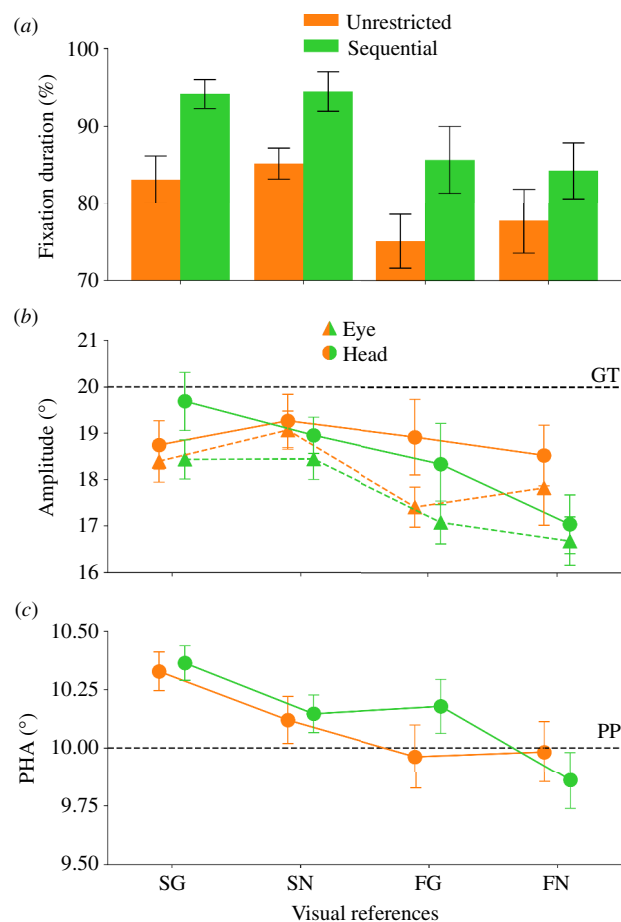 (a)
Unrestricted
Sequential
100
90
80
70
Fixation duration (%)
(b)
Eye
Head
21
20
19
18
17
16
GT
Amplitude (°)
(c)
10.50
10.25
10.00
9.75
9.50
PP
PHA (°)
SG SN FG FN
Visual references